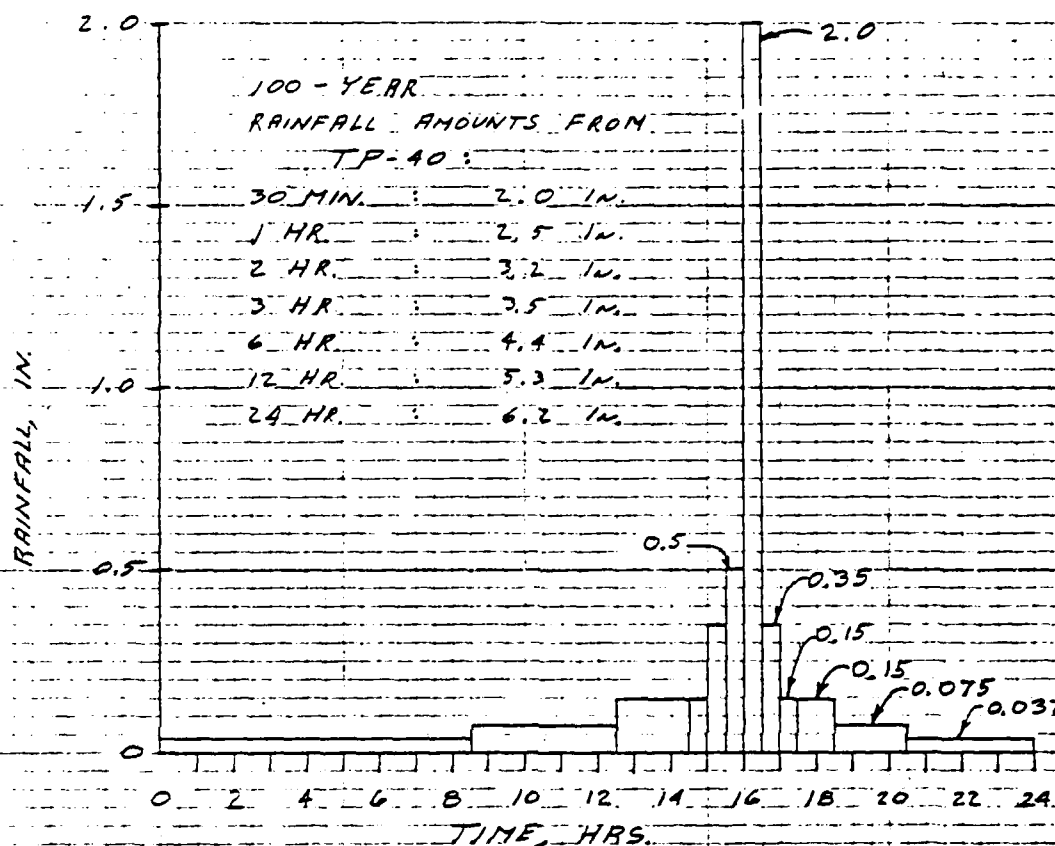 2.0
2.0
100-YEAR
RAINFALL AMOUNTS FROM
TP-40:
1.5
30 MIN. : 2.0 IN.
1 HR. : 2.5 IN.
2 HR. : 3.2 IN.
3 HR. : 3.5 IN.
6 HR. : 4.4 IN.
1.0
12 HR. : 5.3 IN.
24 HR. : 6.2 IN.
RAINFALL, IN.
0.5
0.5
0.35
0.15
0.15
0.075
0.037
0
0 2 4 6 8 10 12 14 16 18 20 22 24
TIME, HRS.